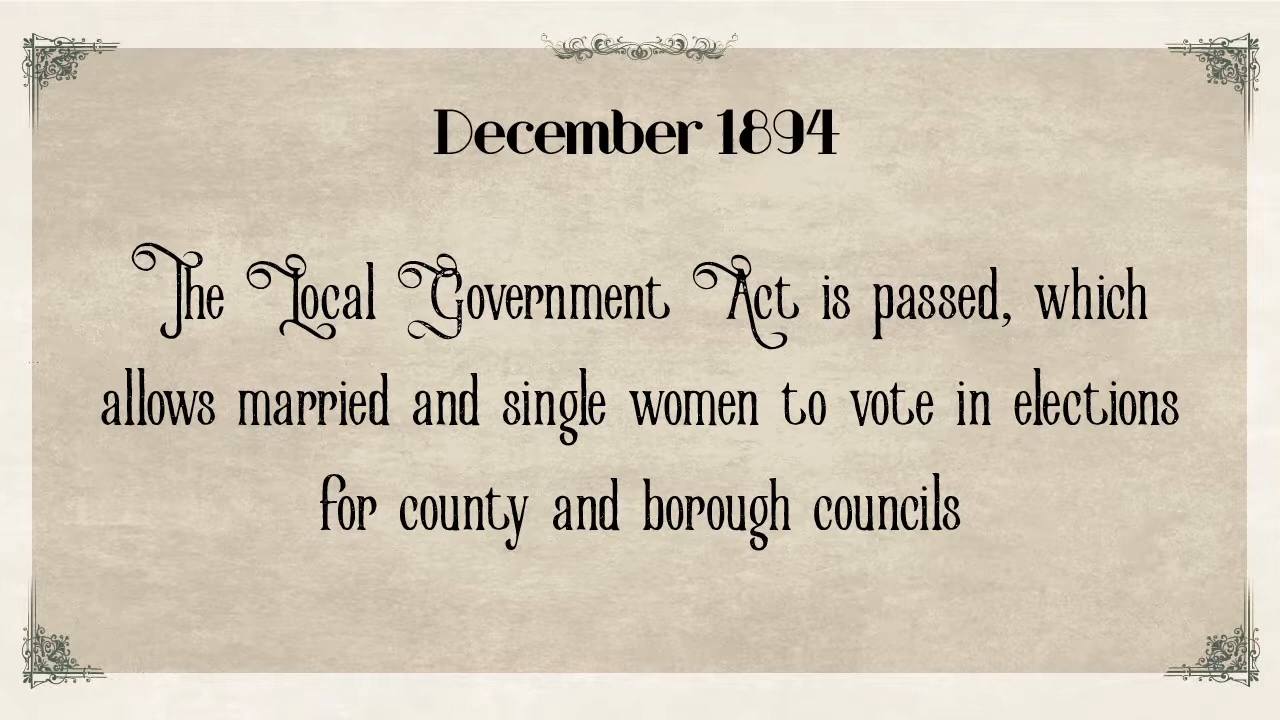 December 1894
The Local Government Act is passed, which
allows married and single women to vote in elections
for county and borough councils